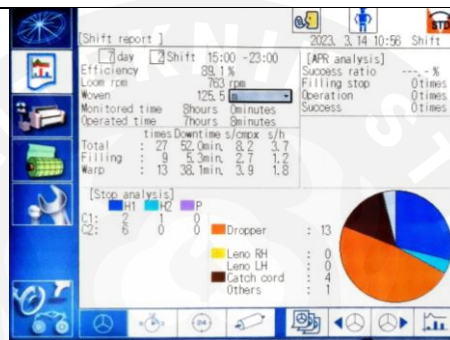 [Shift report ]
2023. 3.14 10:56 Shift
7 day 2 Shift 15:00 -23:00
Efficiency 89.1 %
Loom rpm 763 rpm
Woven 125.5 m
Monitored time 8hours 0minutes
Operated time 7hours 8minutes
[APR analysis]
Success ratio ---.- %
Filling stop 0times
Operation 0times
Success 0times
times Downtime s/cmpx s/h
Total : 27 52.0min. 8.2 3.7
Filling : 9 5.3min. 2.7 1.2
Warp : 13 38.1min. 3.9 1.8
[Stop analysis]
H1 H2 P
C1: 2 1 0
C2: 6 0 0
Dropper : 13
Leno RH : 0
Leno LH : 0
Catch cord : 4
Others : 1